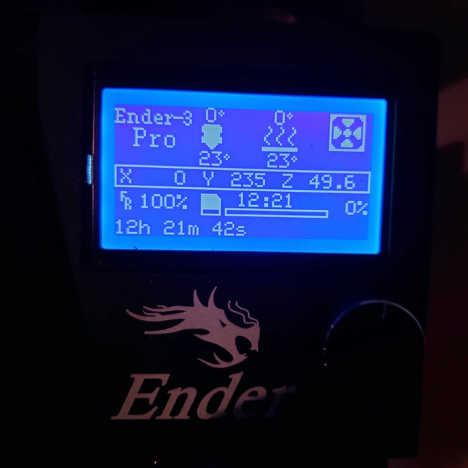 Ender-3 0° 0°
Pro
23° 23°
X 0 Y 235 Z 49.6
FR 100% 12:21 0%
12h 21m 42s
Ender